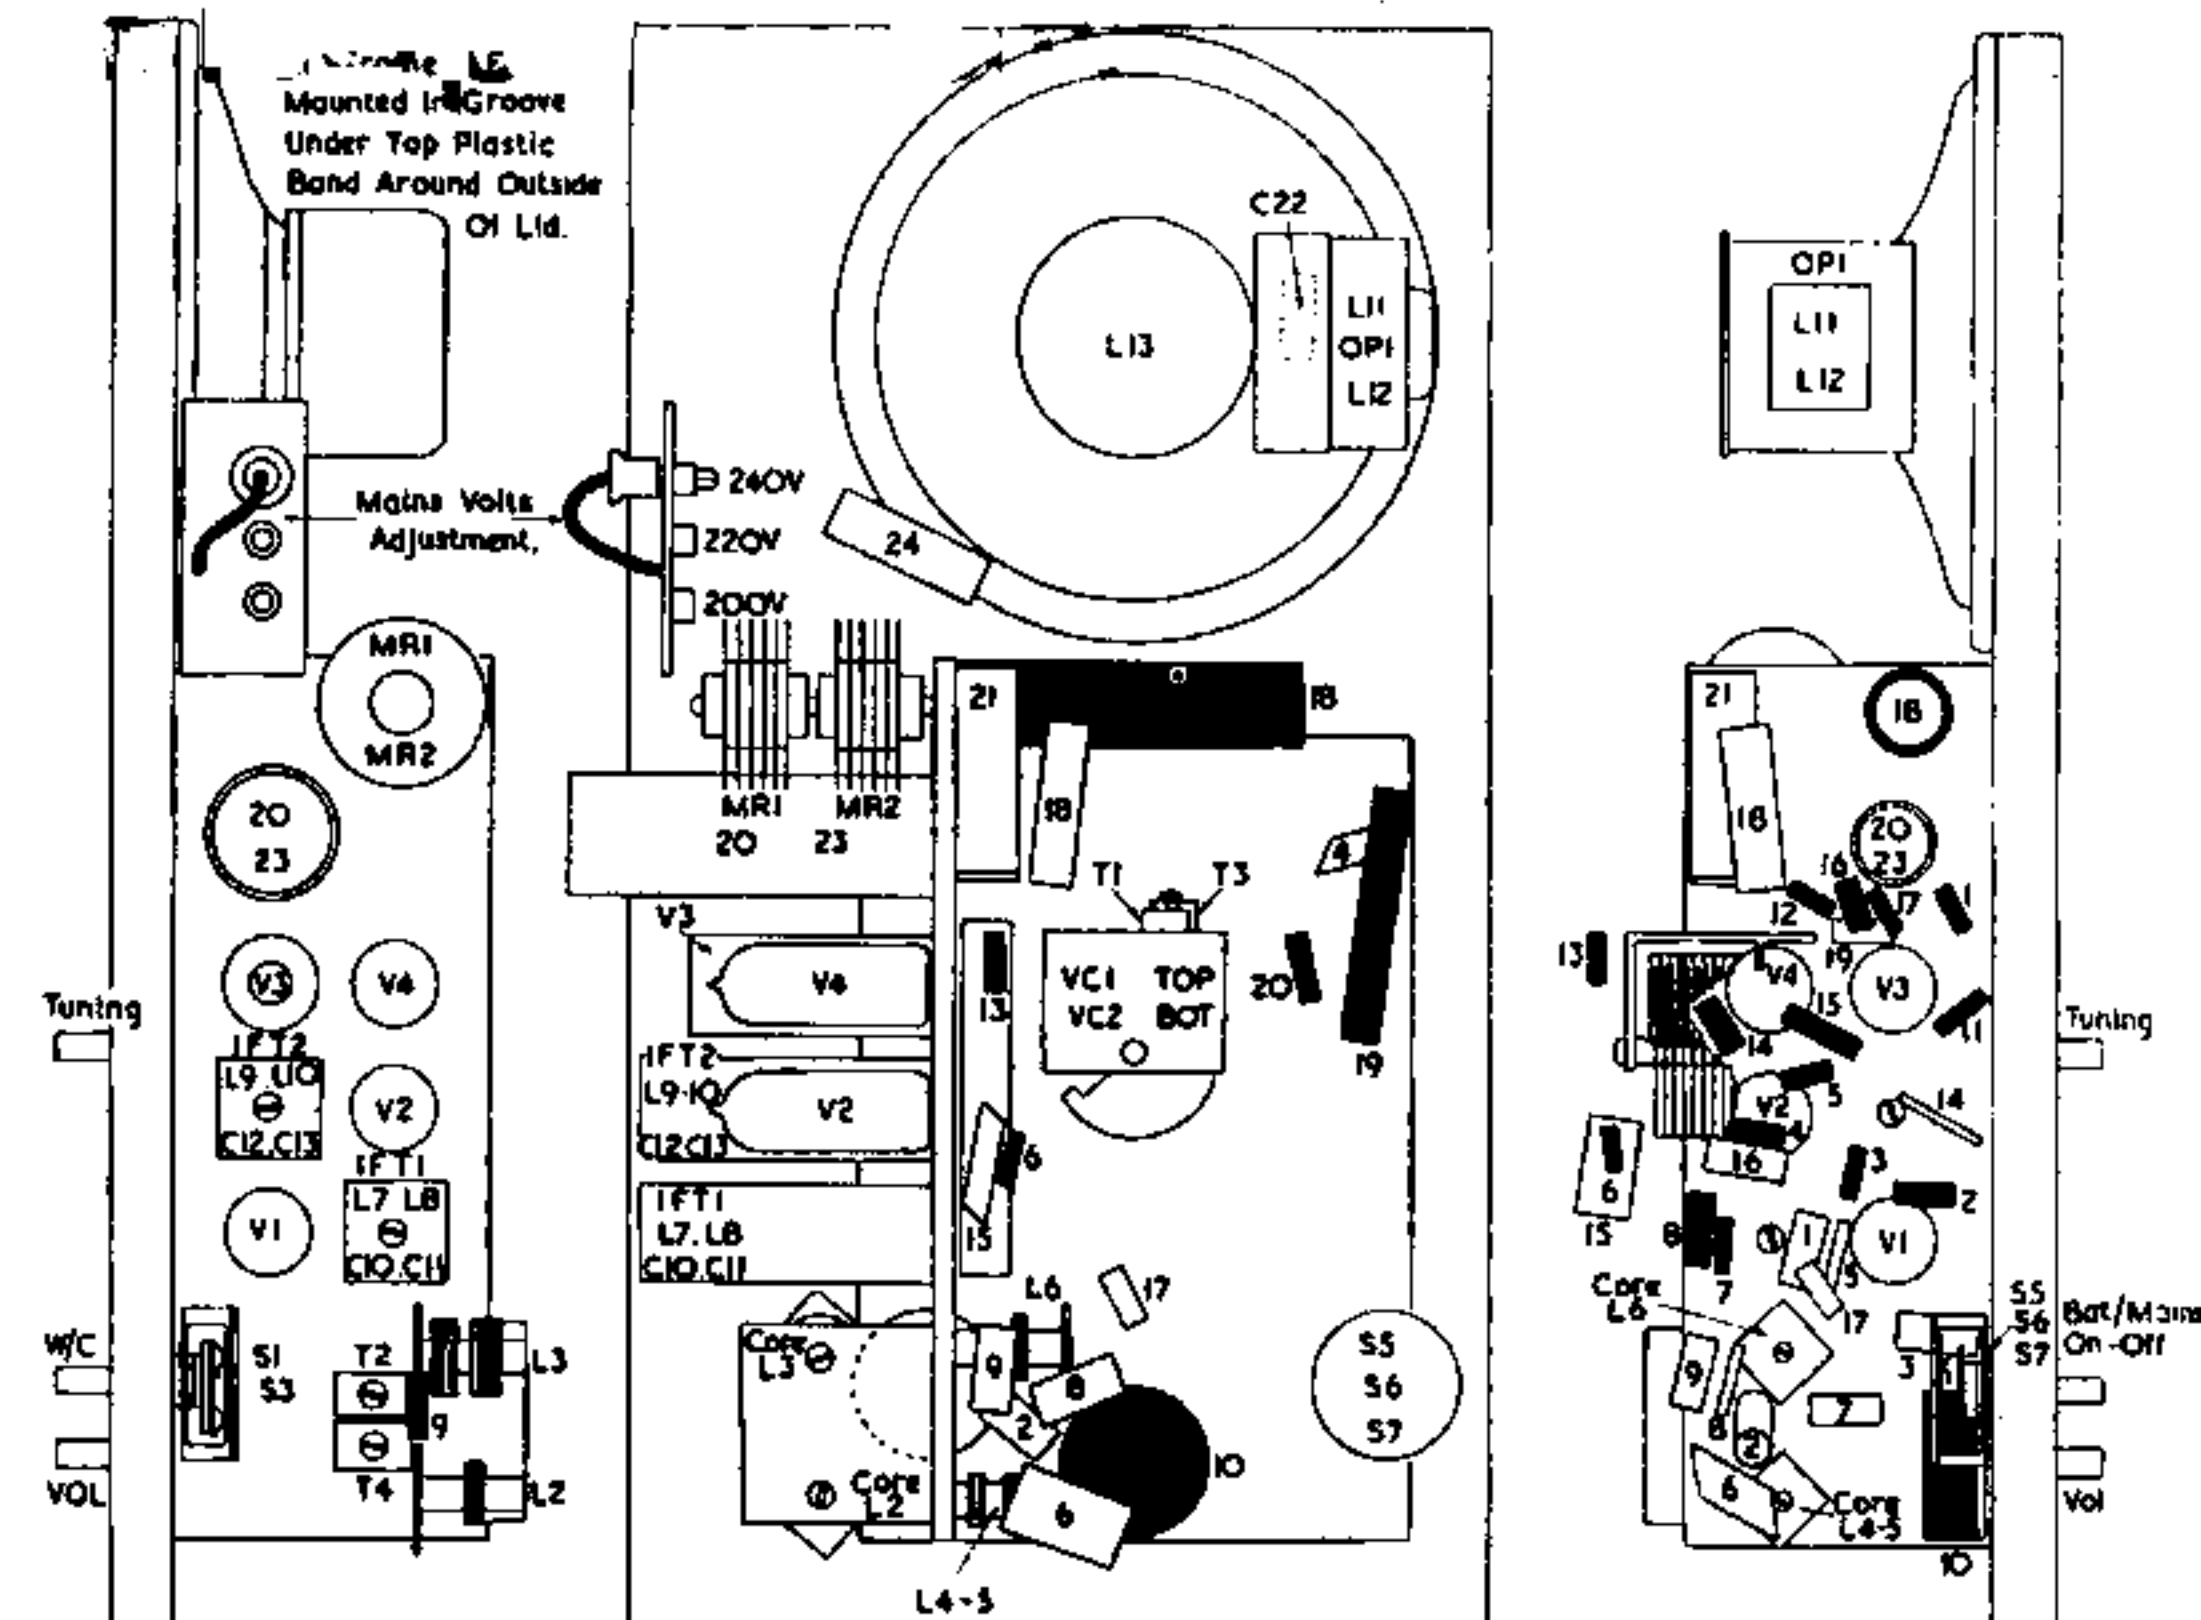 Mounted In Groove
Under Top Plastic
Band Around Outside
Of Lid.
Mains Volts
Adjustment.
MR1
MR2
20
23
V3
V4
Tuning
IFT2
L9 L10
C12.C13
V2
IFT1
L7 L8
C10.C11
V1
W/C
S1
S3
T2
L3
9
T4
L2
VOL
C22
L13
L11
OP1
L12
240V
220V
200V
24
21
18
18
MR1
MR2
20
23
4
T1
T3
V3
V4
VC1 TOP
VC2 BOT
13
20
19
IFT2
L9-10
C12 C13
V2
6
15
IFT1
L7. L8
C10.C11
17
L6
Core
L3
9
8
2
S5
S6
S7
10
Core
L2
6
L4-5
OP1
L11
L12
21
18
18
20
23
16
12
17
1
13
19
V4
V3
15
11
14
Tuning
5
V2
14
4
16
3
6
15
2
8
7
1
V1
5
Core
L6
17
S5
S6
S7
Bat/Mains
On-Off
9
3
8
7
2
6
Core
L4-5
Vol
10